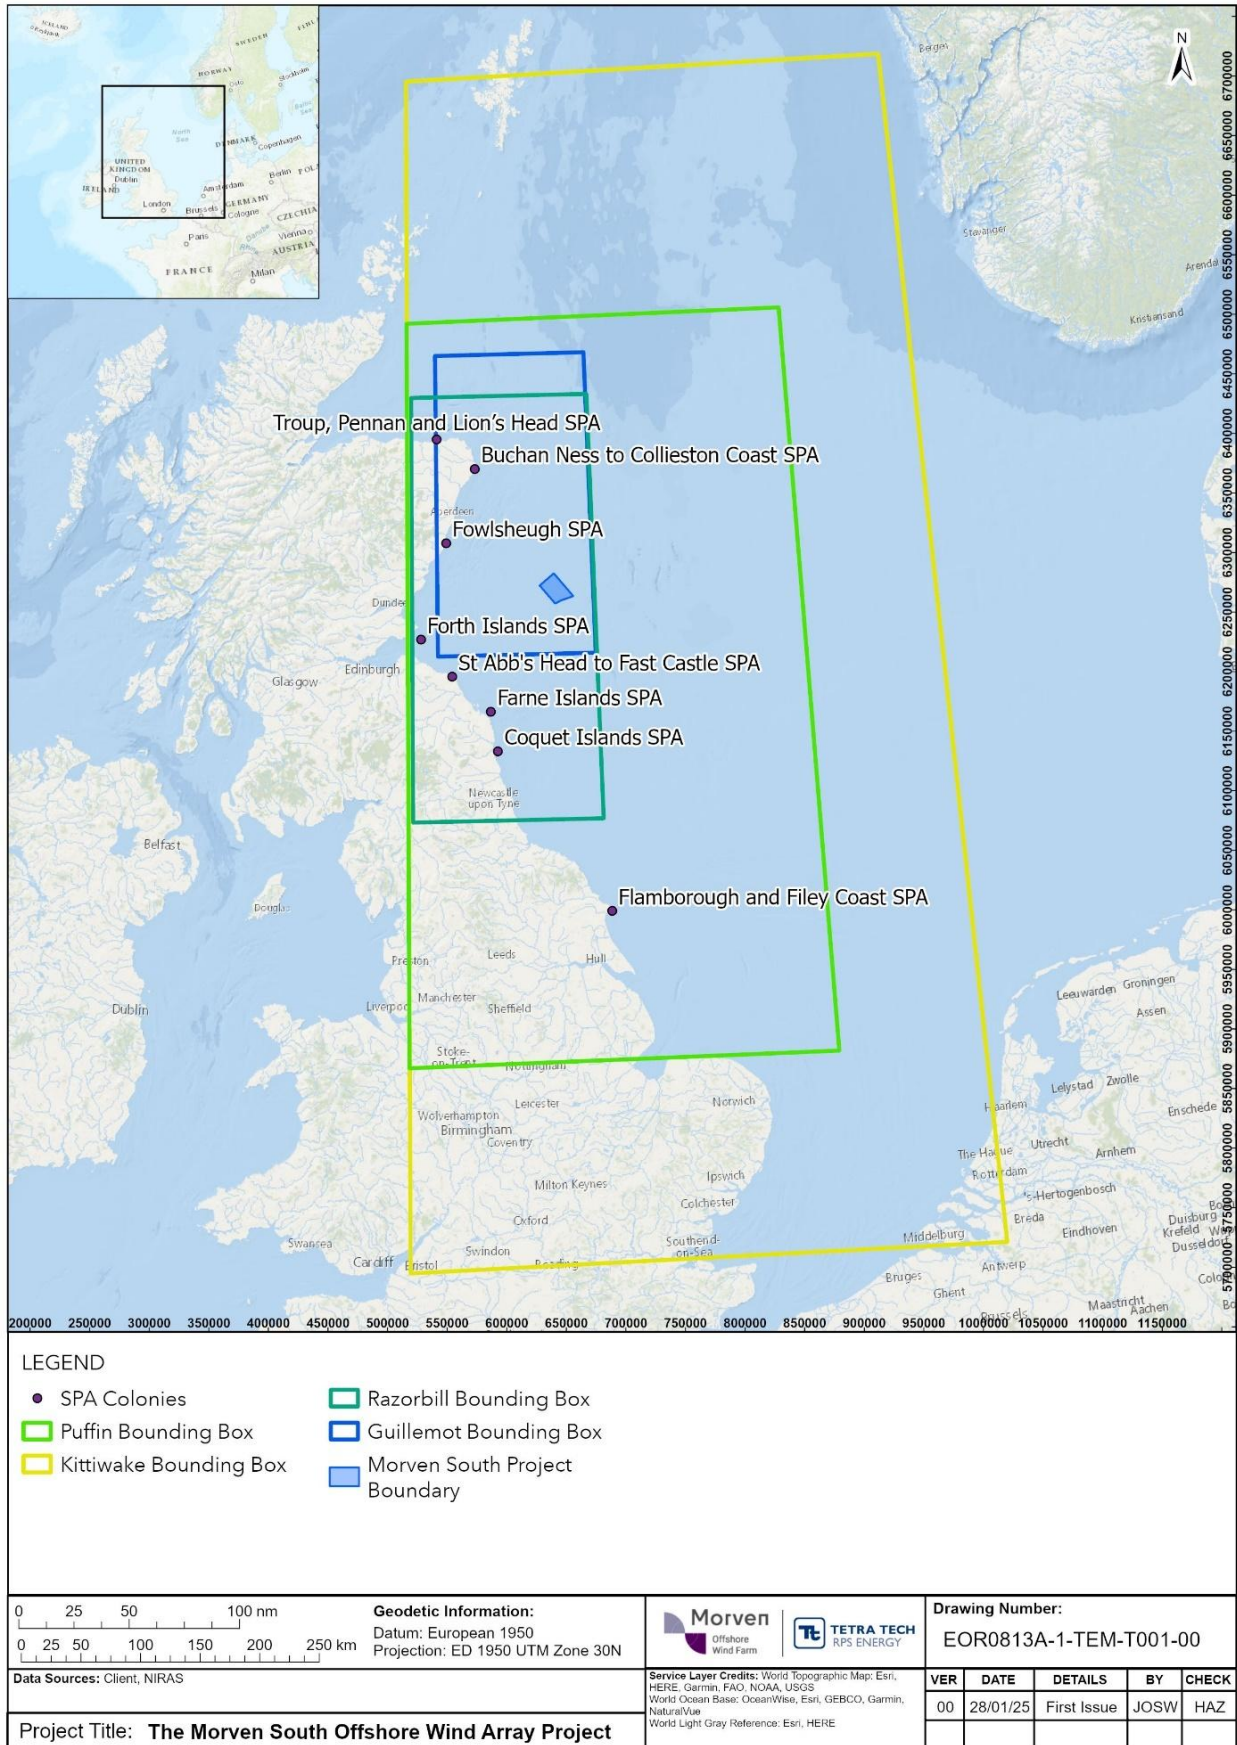 ICELAND
Reykjavik
SWEDEN
NORWAY
Oslo
Stockholm
North
Sea
DENMARK
Copenhagen
UNITED
KINGDOM
Dublin
IRELAND
Amsterdam
Berlin
POL
London
Brussels
GERMANY
Cologne
CZECHIA
Paris
Danube
Vienna
AUSTRIA
FRANCE
Milan
Bergen
N
Stavanger
Arendal
Kristiansand
6700000
6650000
6600000
6550000
6500000
6450000
6400000
6350000
6300000
6250000
6200000
6150000
6100000
6050000
6000000
5950000
5900000
5850000
5800000
5750000
5700000
Troup, Pennan and Lion's Head SPA
Buchan Ness to Collieston Coast SPA
Aberdeen
Fowlsheugh SPA
Dundee
Forth Islands SPA
Edinburgh
St Abb's Head to Fast Castle SPA
Glasgow
Farne Islands SPA
Coquet Islands SPA
Newcastle
upon Tyne
Belfast
Douglas
Flamborough and Filey Coast SPA
Preston
Leeds
Hull
Leeuwarden
Groningen
Assen
Dublin
Liverpool
Manchester
Sheffield
Stoke-
on-Trent
Nottingham
Lelystad
Zwolle
Enschede
Leicester
Norwich
Haarlem
Wolverhampton
Birmingham
Coventry
Utrecht
Arnhem
The Hague
Rotterdam
Ipswich
Milton Keynes
Colchester
's-Hertogenbosch
Breda
Eindhoven
Duisburg
Krefeld
Dusseldorf
Oxford
Swansea
Cardiff
Bristol
Swindon
Reading
Southend-
on-Sea
Middelburg
Antwerp
Bruges
Ghent
Brussels
Maastricht
Aachen
200000 250000 300000 350000 400000 450000 500000 550000 600000 650000 700000 750000 800000 850000 900000 950000 1000000 1050000 1100000 1150000
LEGEND
SPA Colonies
Puffin Bounding Box
Kittiwake Bounding Box
Razorbill Bounding Box
Guillemot Bounding Box
Morven South Project
Boundary
0 25 50 100 nm
0 25 50 100 150 200 250 km
Geodetic Information:
Datum: European 1950
Projection: ED 1950 UTM Zone 30N
Data Sources: Client, NIRAS
Project Title: The Morven South Offshore Wind Array Project
Morven
Offshore
Wind Farm
TETRA TECH
RPS ENERGY
Service Layer Credits: World Topographic Map: Esri,
HERE, Garmin, FAO, NOAA, USGS
World Ocean Base: OceanWise, Esri, GEBCO, Garmin,
NaturalVue
World Light Gray Reference: Esri, HERE
Drawing Number:
EOR0813A-1-TEM-T001-00
VER DATE DETAILS BY CHECK
00 28/01/25 First Issue JOSW HAZ